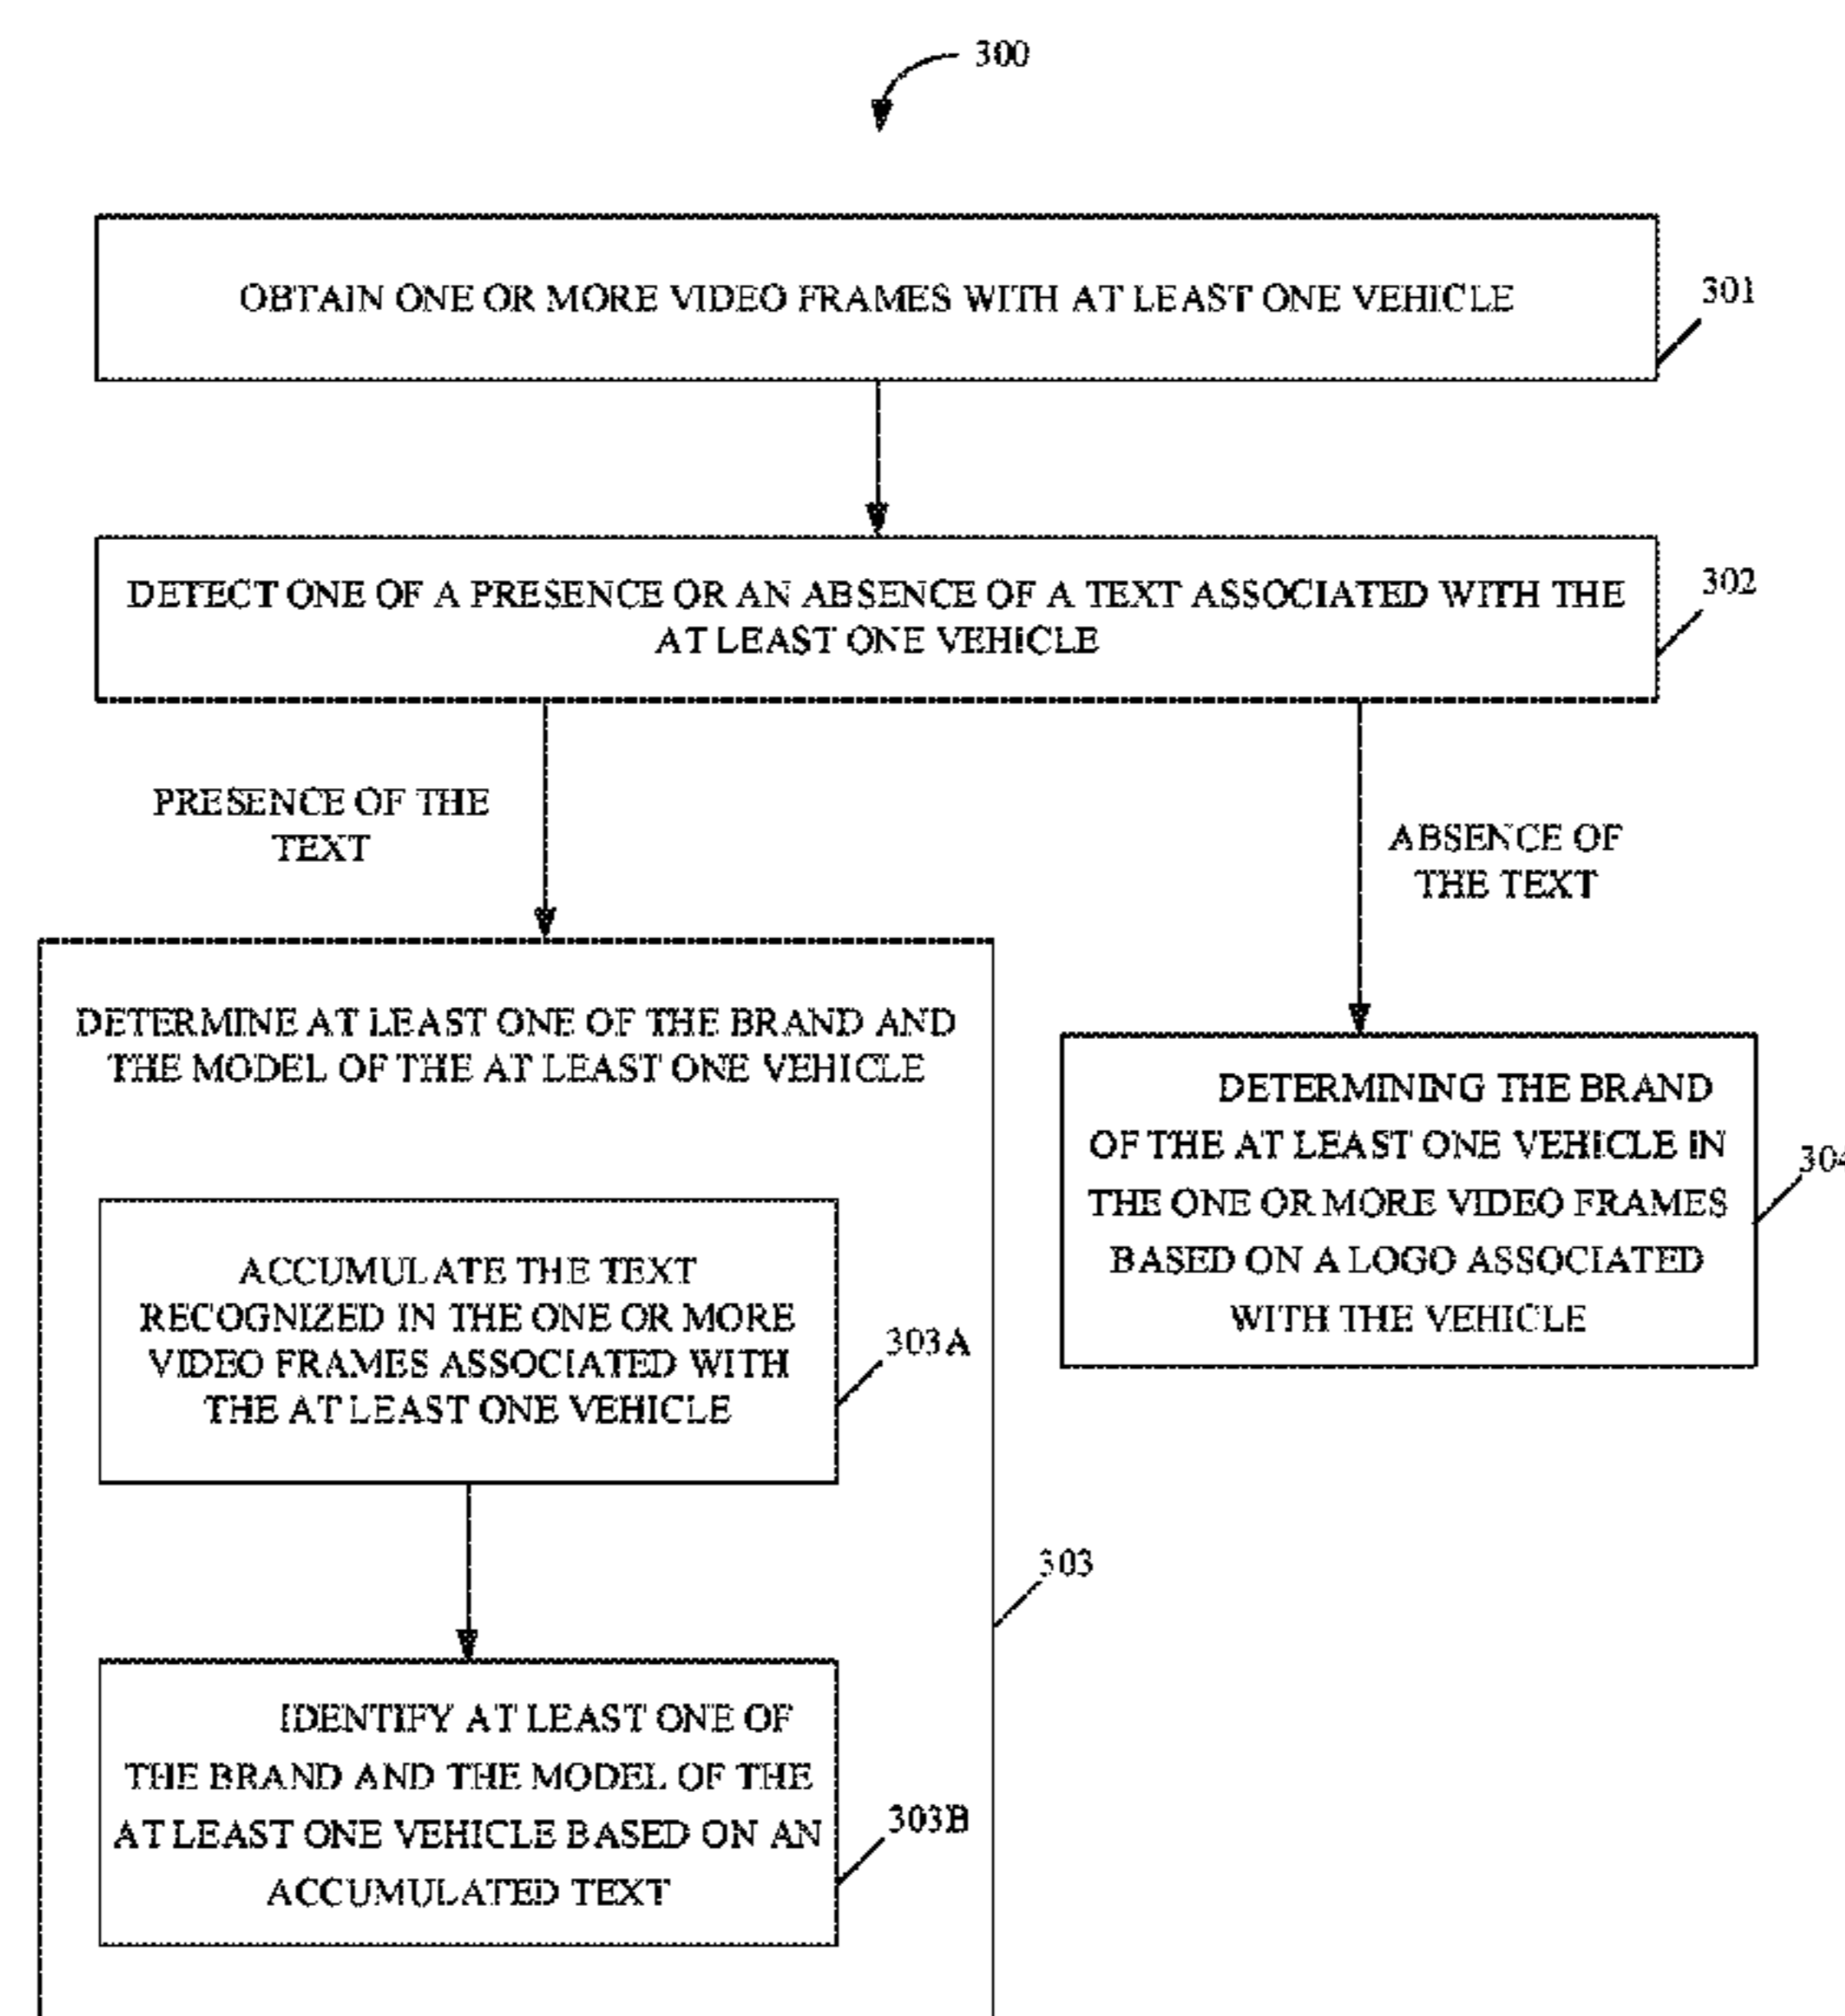 300
OBTAIN ONE OR MORE VIDEO FRAMES WITH AT LEAST ONE VEHICLE
301
DETECT ONE OF A PRESENCE OR AN ABSENCE OF A TEXT ASSOCIATED WITH THE
AT LEAST ONE VEHICLE
302
PRESENCE OF THE
TEXT
ABSENCE OF
THE TEXT
DETERMINE AT LEAST ONE OF THE BRAND AND
THE MODEL OF THE AT LEAST ONE VEHICLE
ACCUMULATE THE TEXT
RECOGNIZED IN THE ONE OR MORE
VIDEO FRAMES ASSOCIATED WITH
THE AT LEAST ONE VEHICLE
303A
IDENTIFY AT LEAST ONE OF
THE BRAND AND THE MODEL OF THE
AT LEAST ONE VEHICLE BASED ON AN
ACCUMULATED TEXT
303B
303
DETERMINING THE BRAND
OF THE AT LEAST ONE VEHICLE IN
THE ONE OR MORE VIDEO FRAMES
BASED ON A LOGO ASSOCIATED
WITH THE VEHICLE
304